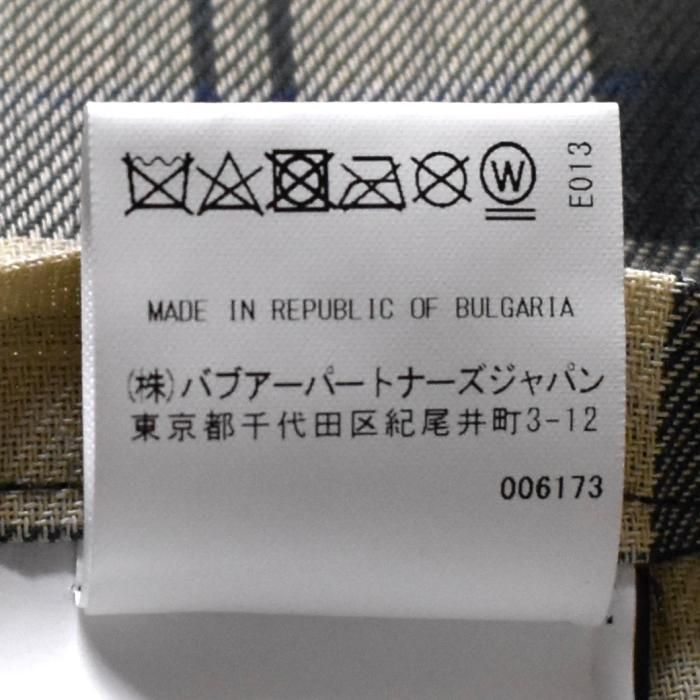 W
E013
MADE IN REPUBLIC OF BULGARIA
(株)バブアーパートナーズジャパン
東京都千代田区紀尾井町3-12
006173